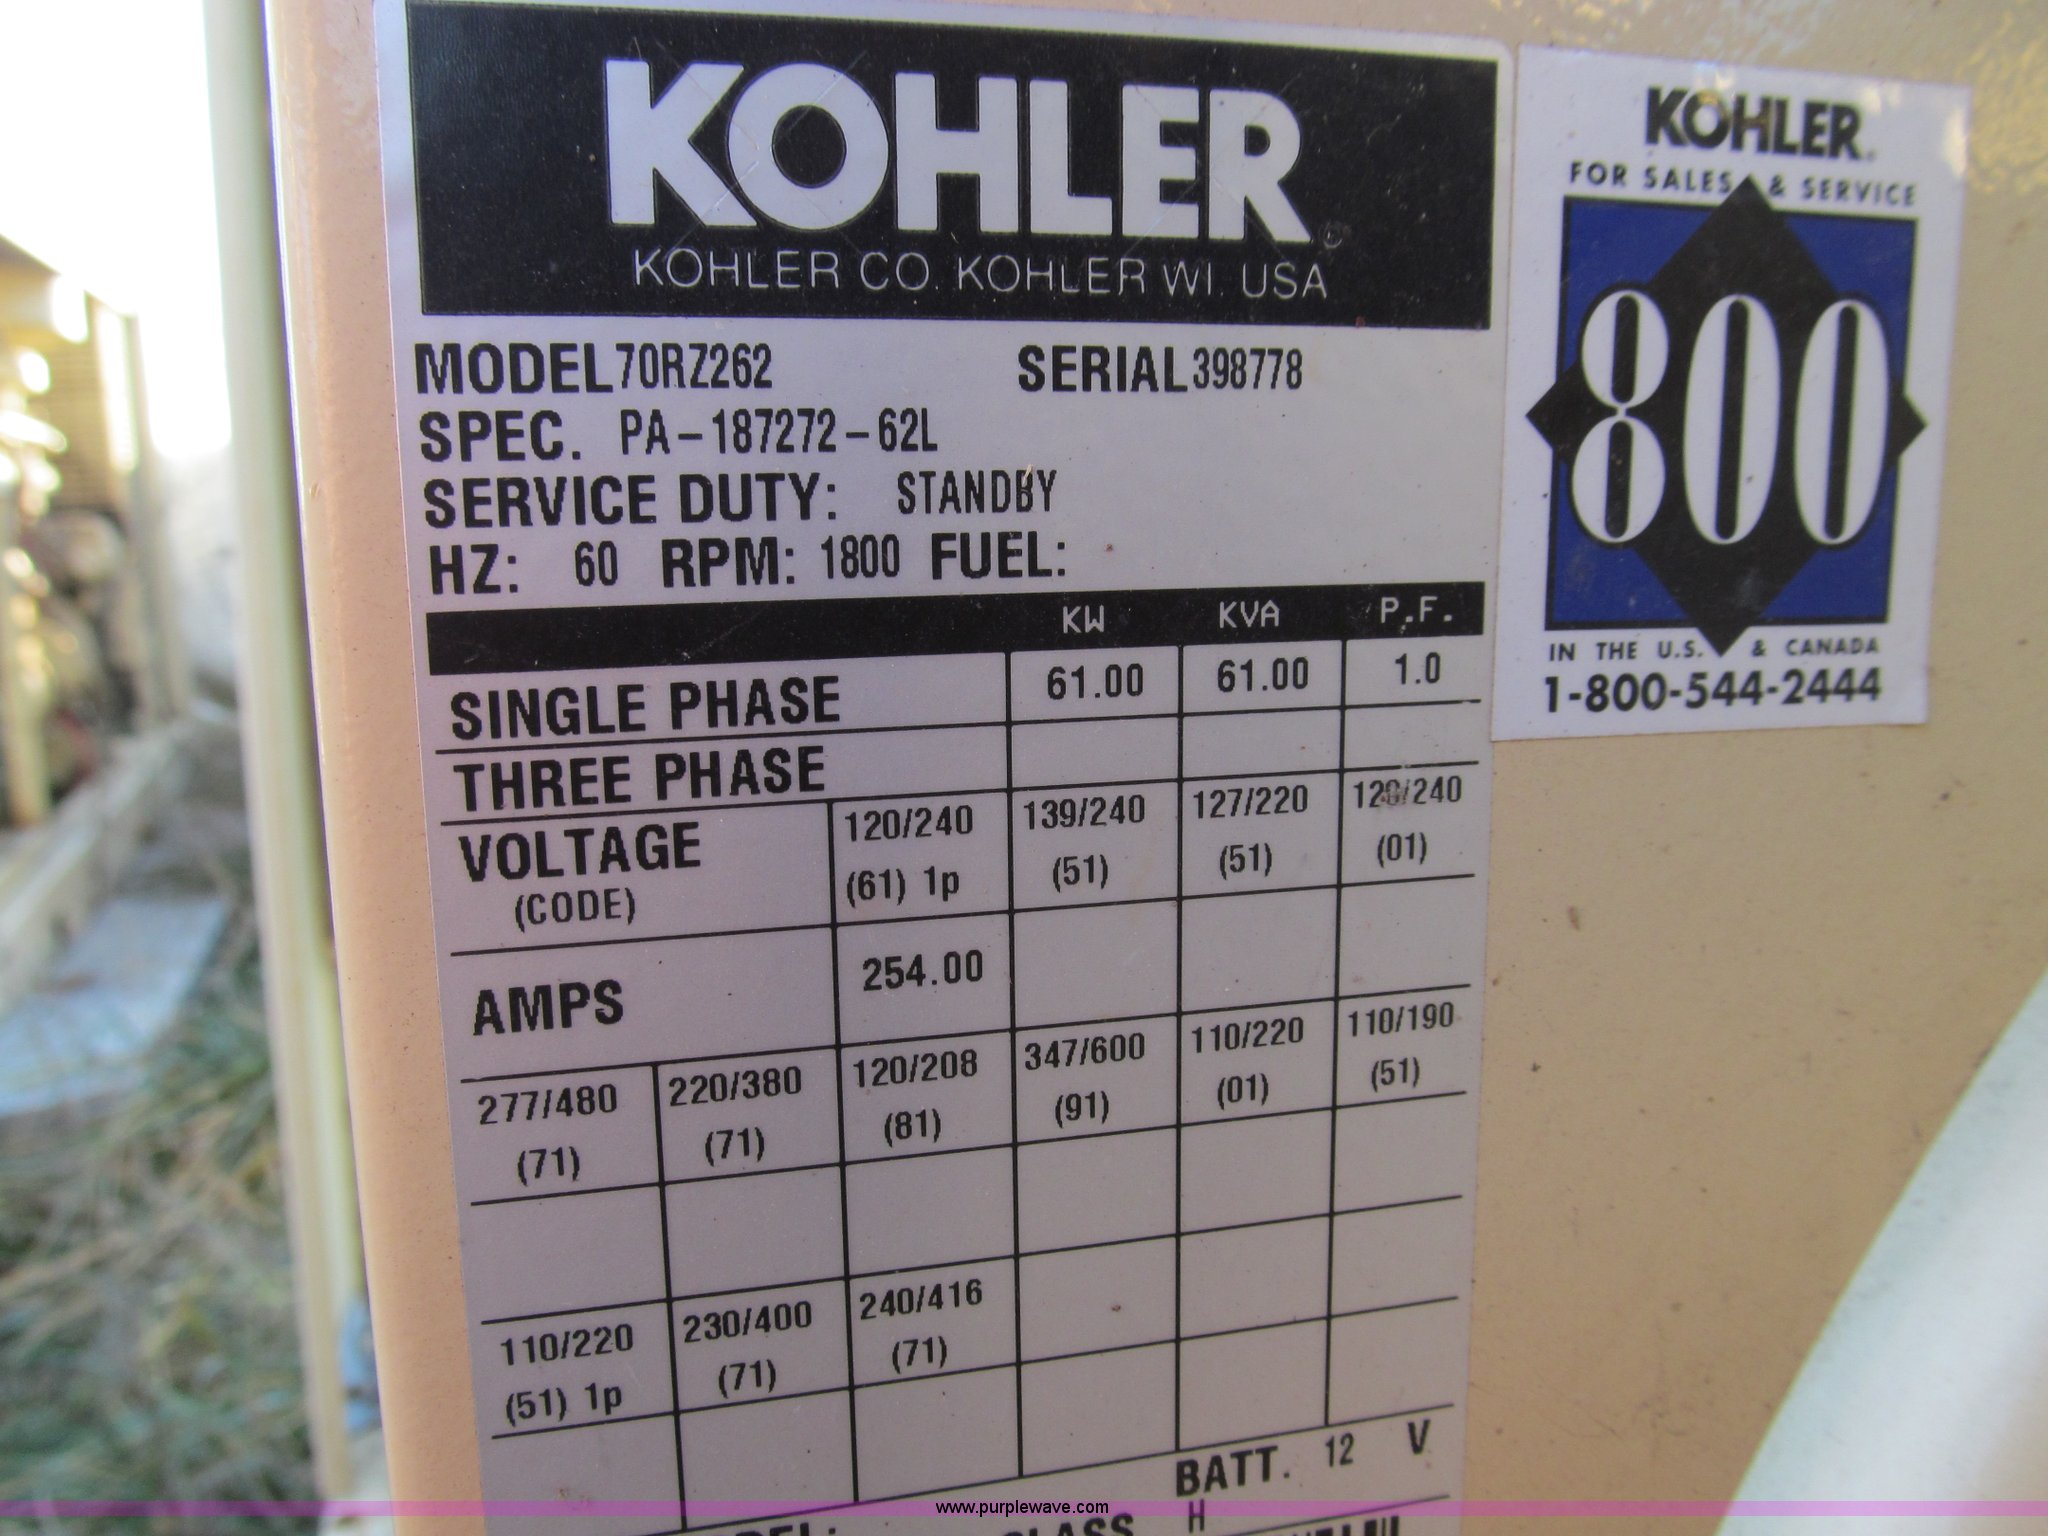 KOHLER
KOHLER CO. KOHLER WI. USA
MODEL 70RZ262 SERIAL 398778
SPEC. PA-187272-62L
SERVICE DUTY: STANDBY
HZ: 60 RPM: 1800 FUEL:
KW KVA P.F.
SINGLE PHASE 61.00 61.00 1.0
THREE PHASE
VOLTAGE 120/240 139/240 127/220 120/240
(CODE) (61) 1p (51) (51) (01)
AMPS 254.00
277/480 220/380 120/208 347/600 110/220 110/190
(71) (71) (81) (91) (01) (51)
110/220 230/400 240/416
(51) 1p (71) (71)
BATT. 12 V
CLASS H
KOHLER
FOR SALES & SERVICE
800
IN THE U.S. & CANADA
1-800-544-2444
www.purplewave.com